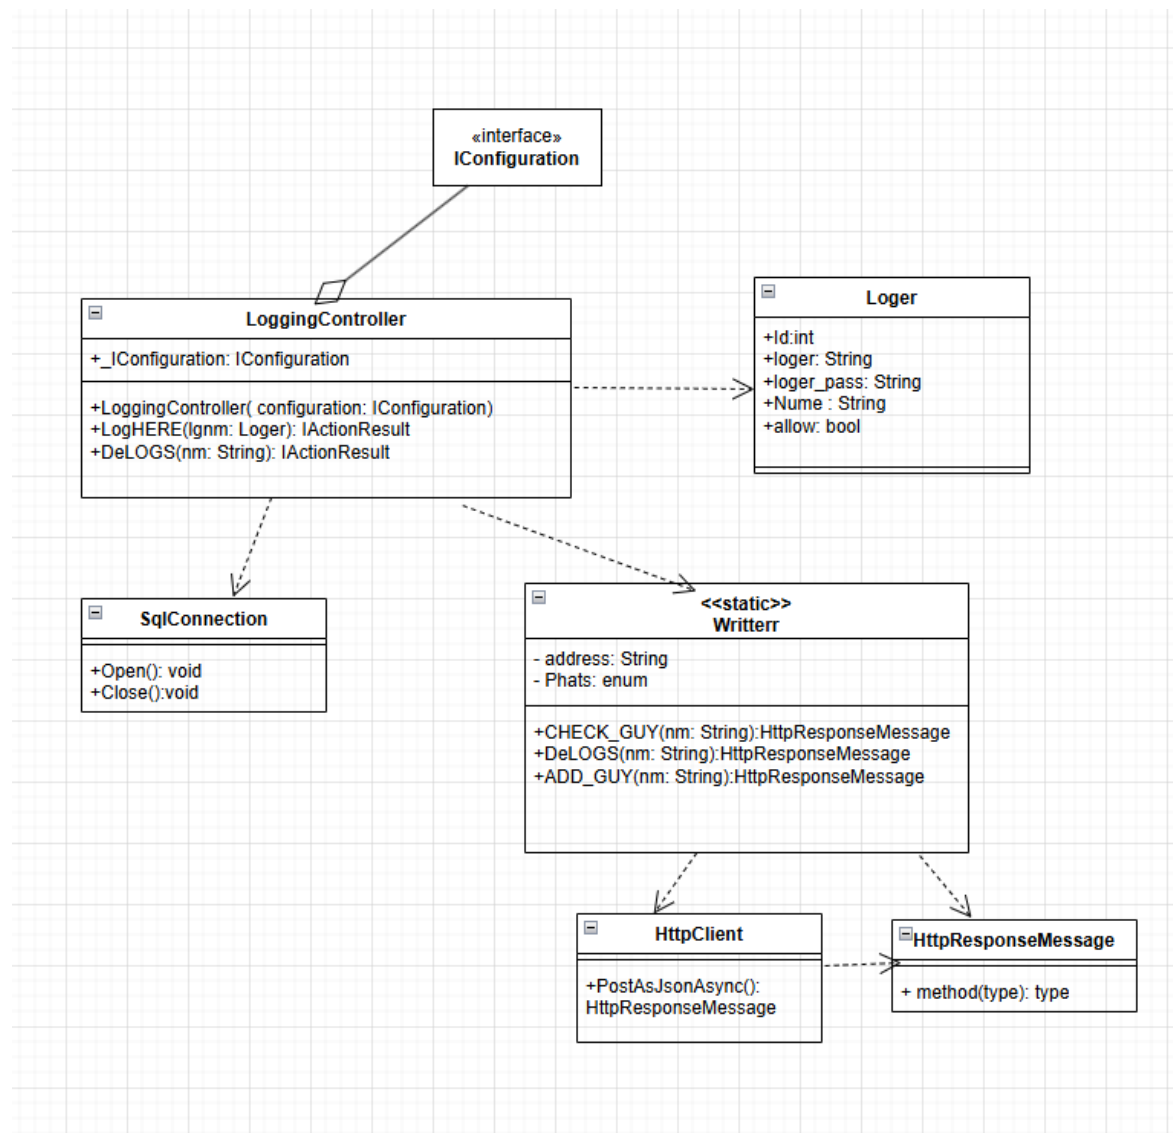 «interface»
IConfiguration
LoggingController
+_IConfiguration: IConfiguration
+LoggingController( configuration: IConfiguration)
+LogHERE(lgnm: Loger): IActionResult
+DeLOGS(nm: String): IActionResult
Loger
+Id:int
+loger: String
+loger_pass: String
+Nume : String
+allow: bool
SqlConnection
+Open(): void
+Close():void
<<static>>
Writterr
- address: String
- Phats: enum
+CHECK_GUY(nm: String):HttpResponseMessage
+DeLOGS(nm: String):HttpResponseMessage
+ADD_GUY(nm: String):HttpResponseMessage
HttpClient
+PostAsJsonAsync():
HttpResponseMessage
HttpResponseMessage
+ method(type): type